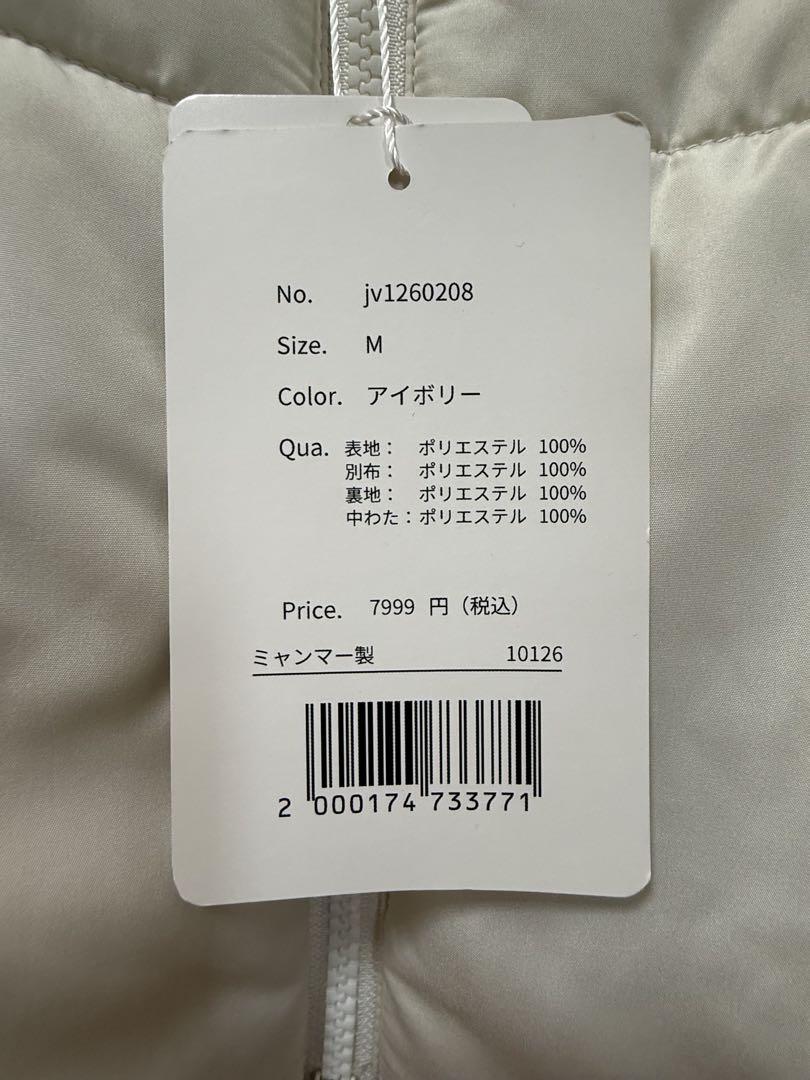 No. jv1260208
Size. M
Color. アイボリー
Qua. 表地： ポリエステル 100%
別布： ポリエステル 100%
裏地： ポリエステル 100%
中わた：ポリエステル 100%
Price. 7999 円（税込）
ミャンマー製 10126
2 000174 733771